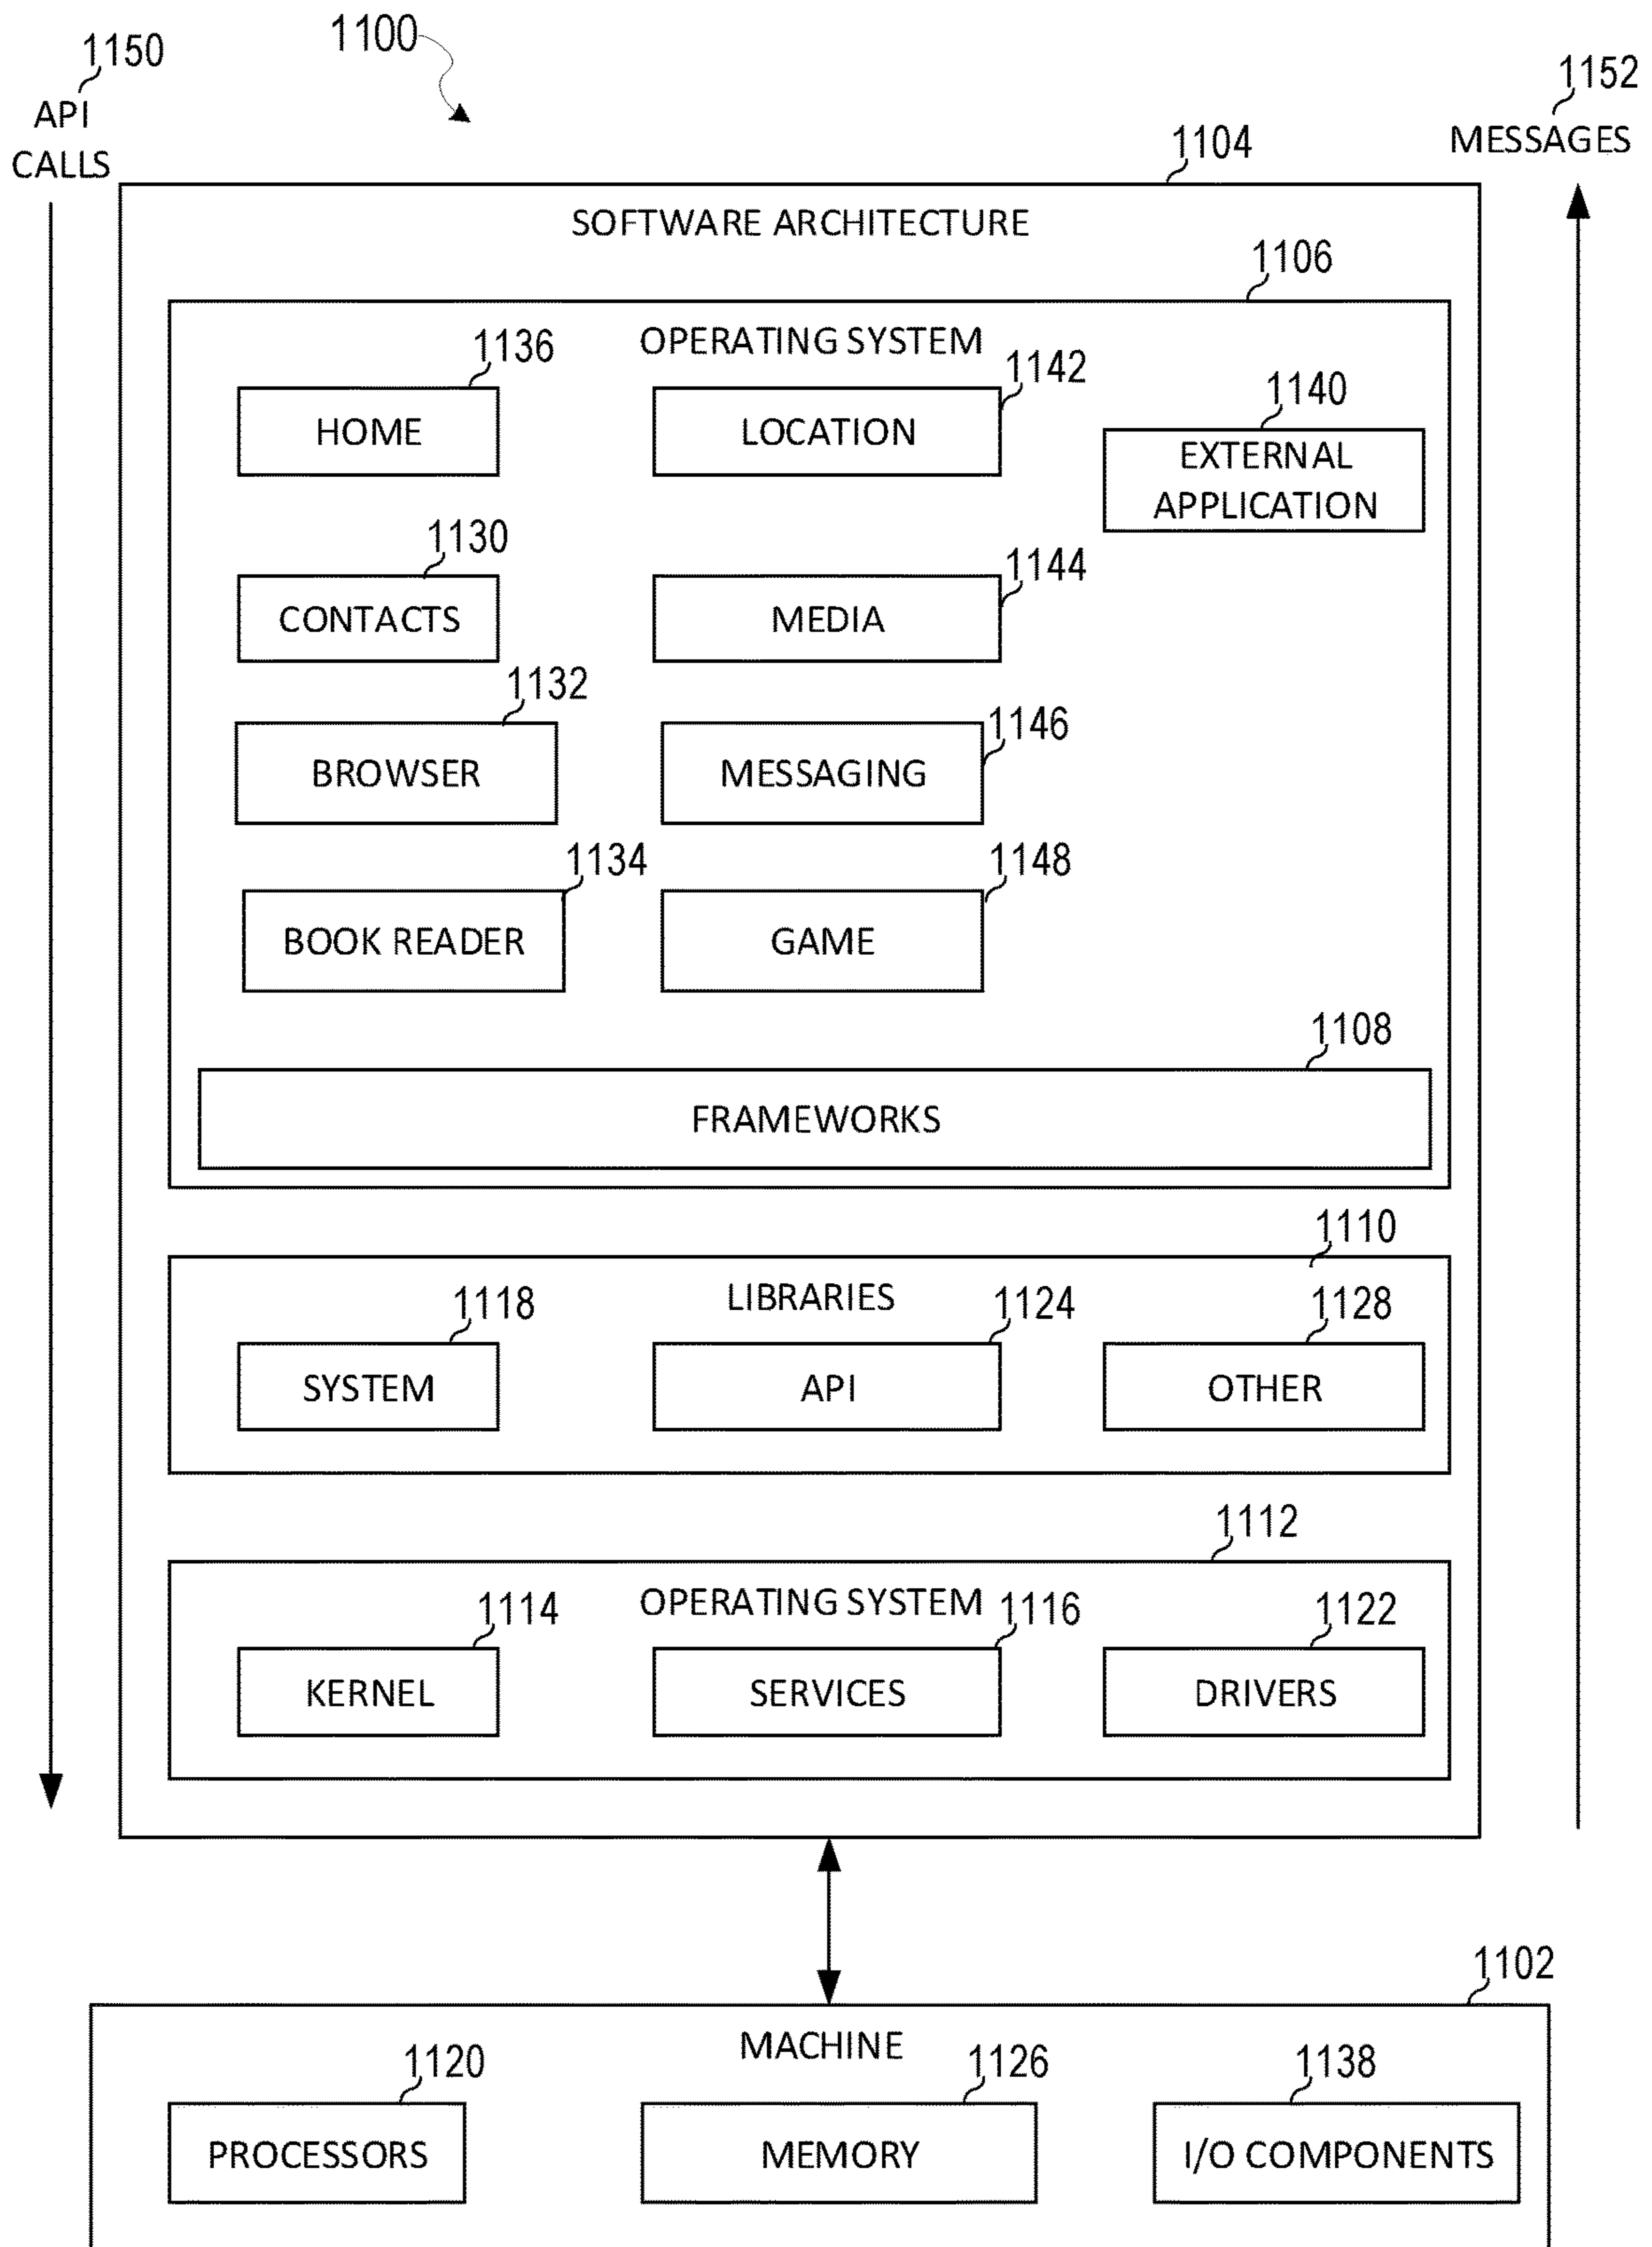 1150
1100
1152
API
CALLS
MESSAGES
1104
SOFTWARE ARCHITECTURE
1106
OPERATING SYSTEM
1136
1142
1140
HOME
LOCATION
EXTERNAL
APPLICATION
1130
1144
CONTACTS
MEDIA
1132
1146
BROWSER
MESSAGING
1134
1148
BOOK READER
GAME
1108
FRAMEWORKS
1110
LIBRARIES
1118
1124
1128
SYSTEM
API
OTHER
1112
OPERATING SYSTEM
1114
1116
1122
KERNEL
SERVICES
DRIVERS
1102
MACHINE
1120
1126
1138
PROCESSORS
MEMORY
I/O COMPONENTS